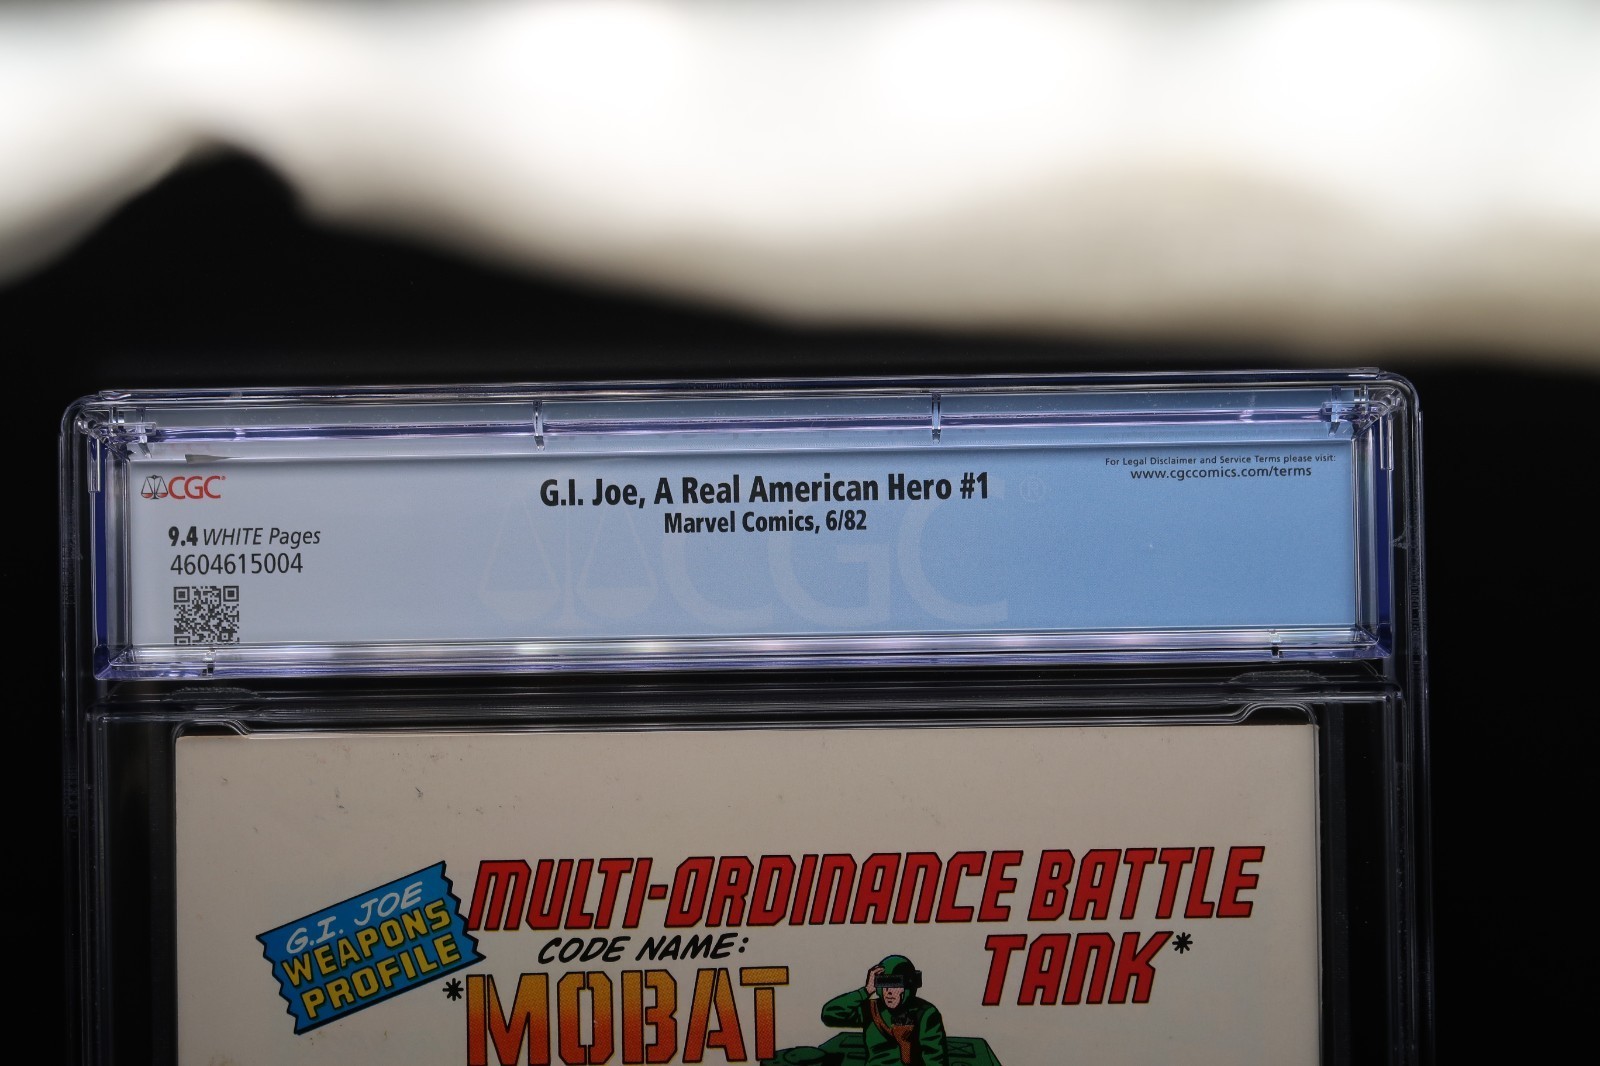 CGC
G.I. Joe, A Real American Hero #1
Marvel Comics, 6/82
For Legal Disclaimer and Service Terms please visit:
www.cgccomics.com/terms
9.4 WHITE Pages
4604615004
CGC®
G.I. JOE
WEAPONS
PROFILE
MULTI-ORDINANCE BATTLE
TANK*
CODE NAME:
*MOBAT